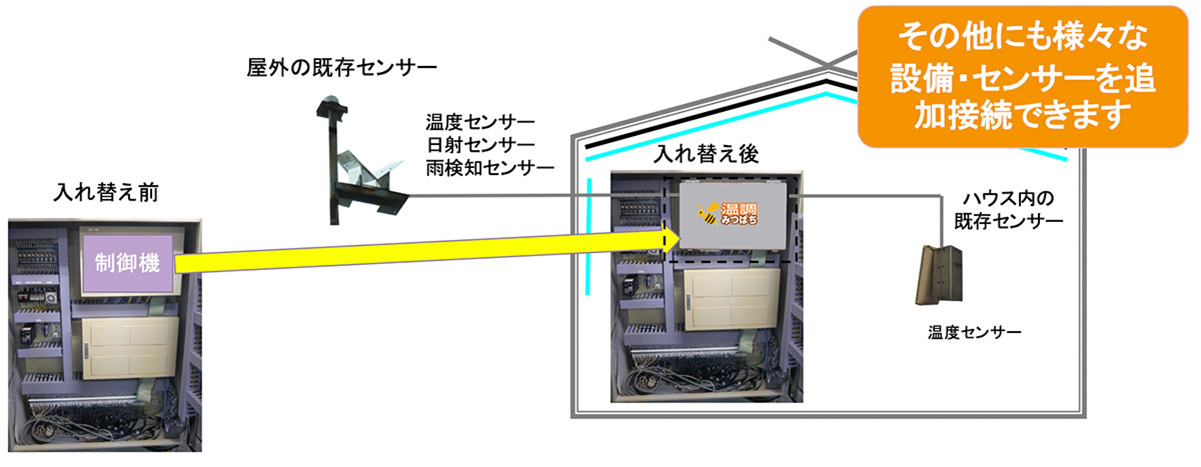 その他にも様々な
設備・センサーを追
加接続できます
屋外の既存センサー
温度センサー
日射センサー
雨検知センサー
入れ替え後
入れ替え前
ハウス内の
既存センサー
温調
みつばち
制御機
温度センサー